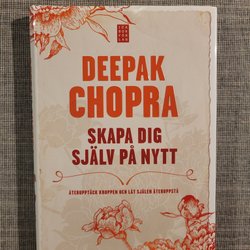 DEEPAK
CHOPRA
SKAPA DIG
SJÄLV PÅ NYTT
ÅTERUPPTÄCK KROPPEN OCH LÅT SJÄLEN ÅTERUPPSTÅ